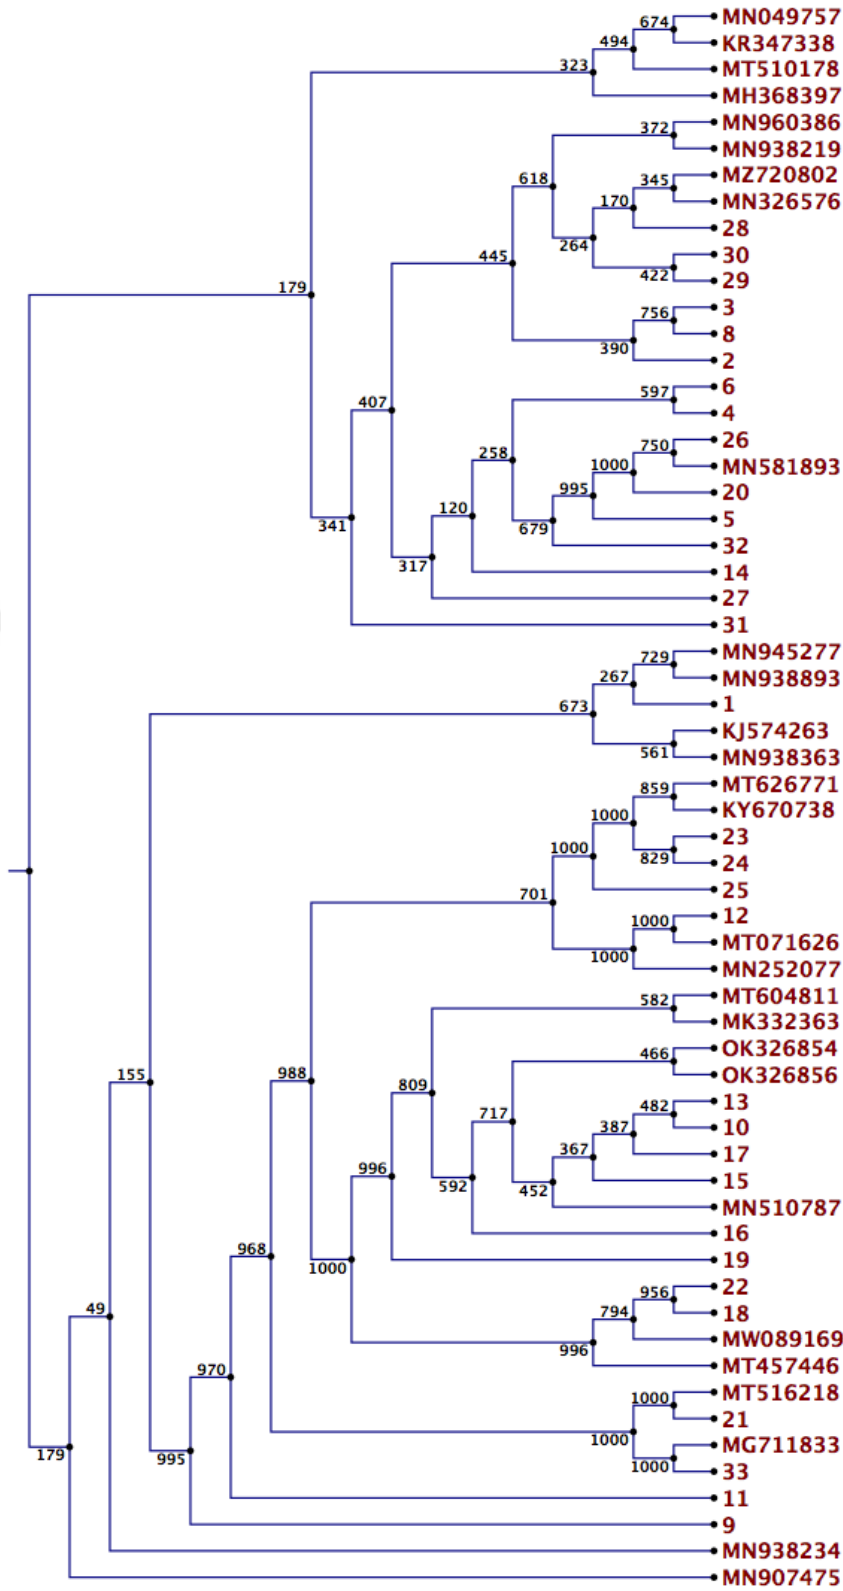 674 MN049757
494 KR347338
323 MT510178
MH368397
372 MN960386
MN938219
618 345 MZ720802
170 MN326576
264 28
445 30
422 29
179 756 3
390 8
2
407 597 6
4
258 750 26
1000 MN581893
995 20
120 679 5
341 32
317 14
27
31
729 MN945277
267 MN938893
673 1
KJ574263
561 MN938363
859 MT626771
1000 KY670738
1000 829 23
24
701 25
1000 12
MT071626
1000 MN252077
582 MT604811
MK332363
988 466 OK326854
155 OK326856
809 482 13
717 387 10
367 17
996 592 452 15
MN510787
16
968 1000 19
956 22
49 794 18
996 MW089169
MT457446
970 1000 MT516218
21
179 995 1000 1000 MG711833
33
11
9
MN938234
MN907475